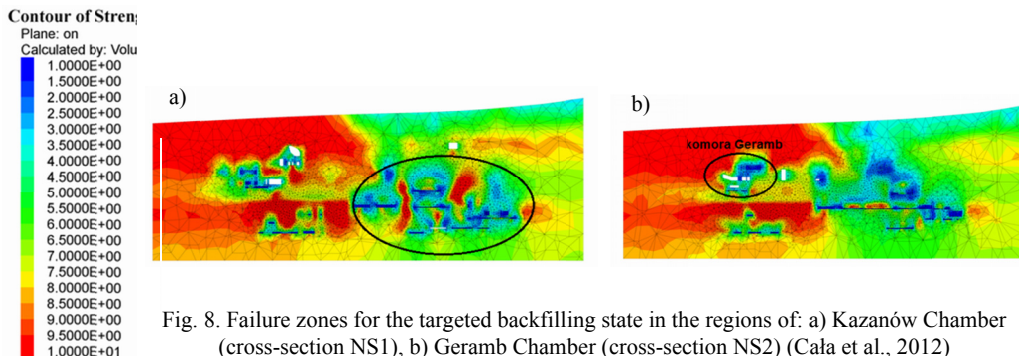 Contour of Streng
Plane: on
Calculated by: Volu
1.0000E+00
1.5000E+00
2.0000E+00
2.5000E+00
3.0000E+00
3.5000E+00
4.0000E+00
4.5000E+00
5.0000E+00
5.5000E+00
6.0000E+00
6.5000E+00
7.0000E+00
7.5000E+00
8.0000E+00
8.5000E+00
9.0000E+00
9.5000E+00
1.0000E+01
a)
b)
komora Geramb
Fig. 8. Failure zones for the targeted backfilling state in the regions of: a) Kazanów Chamber
(cross-section NS1), b) Geramb Chamber (cross-section NS2) (Cała et al., 2012)